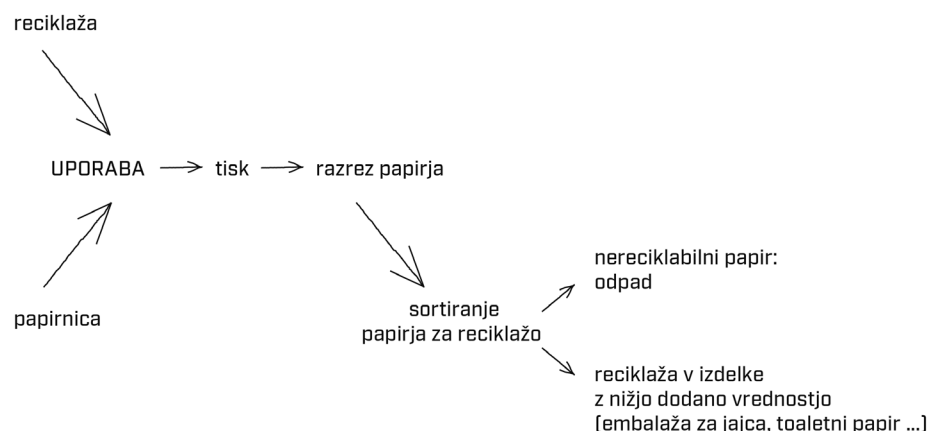 reciklaža
UPORABA
tisk
razrez papirja
papirnica
sortiranje
papirja za reciklažo
nereciklabilni papir:
odpad
reciklaža v izdelke
z nižjo dodano vrednostjo
(embalaža za jajca, toaletni papir ...)